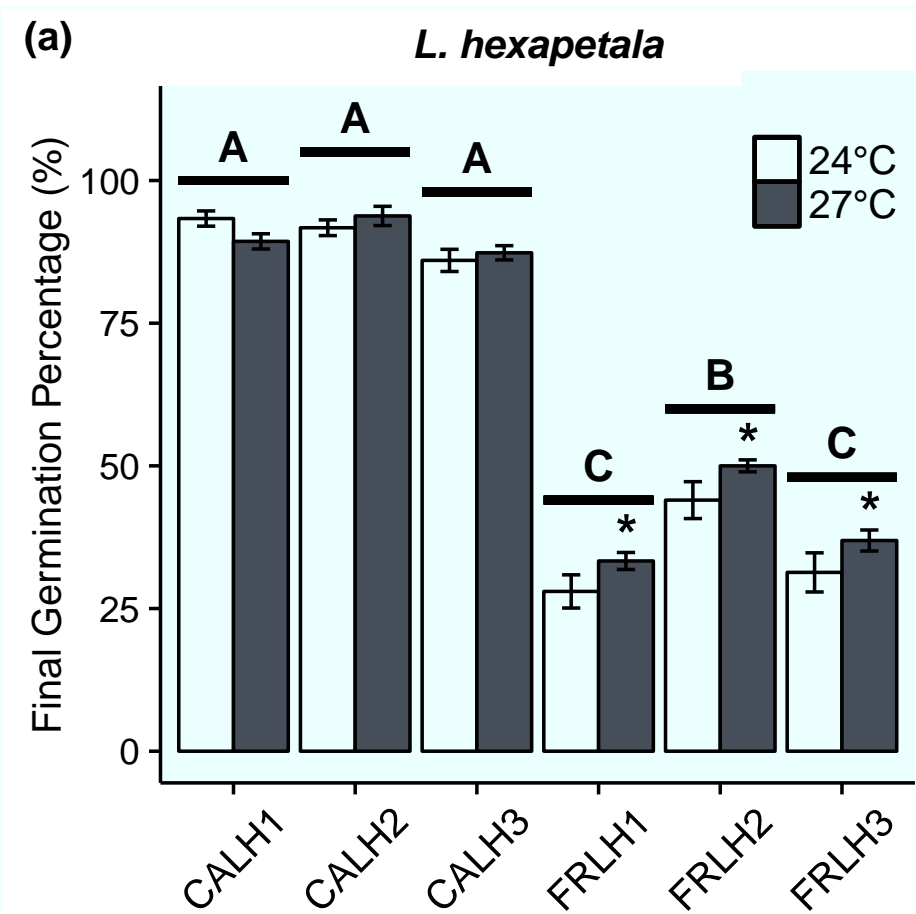 (a)
L. hexapetala
Final Germination Percentage (%)
100
75
50
25
0
A
A
A
C
B
C
*
*
*
24°C
27°C
CALH1
CALH2
CALH3
FRLH1
FRLH2
FRLH3